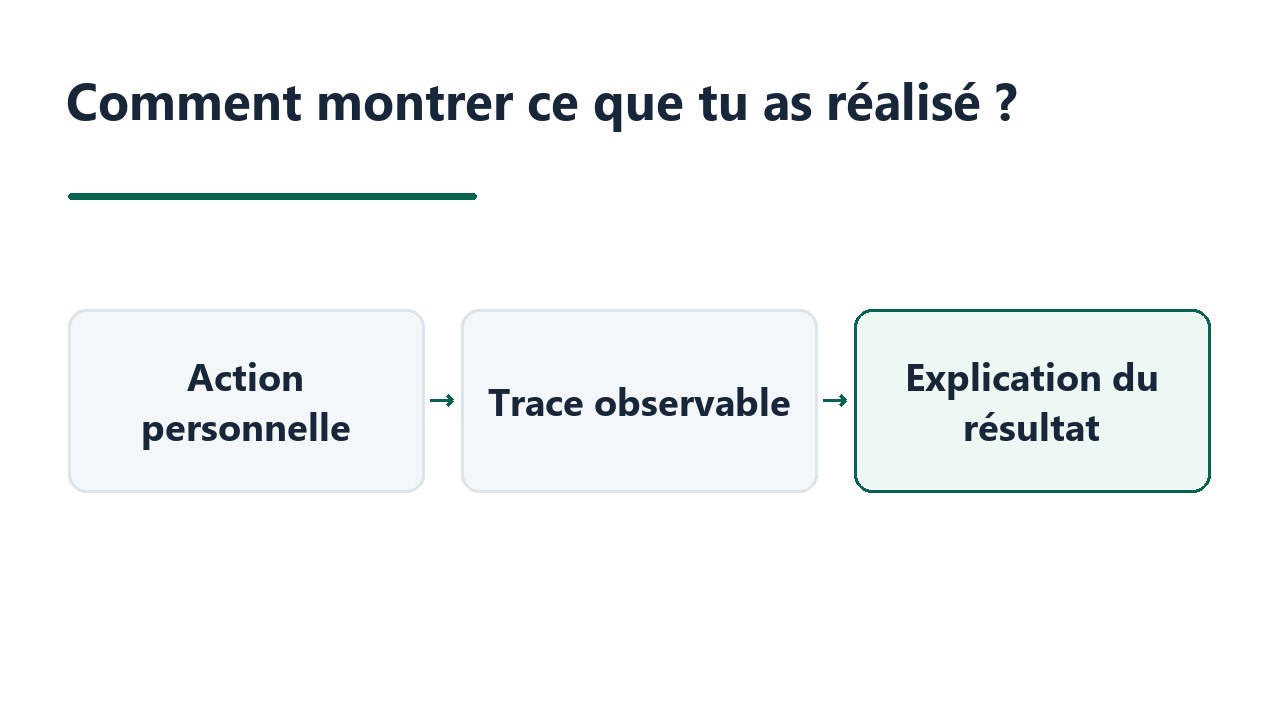 Comment montrer ce que tu as réalisé ?
Action
personnelle
→
Trace observable
→
Explication du
résultat